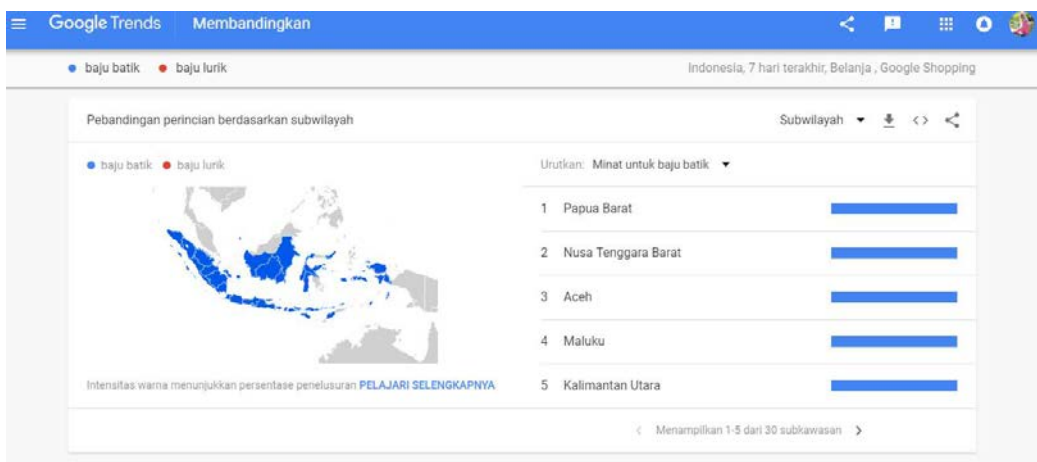 Google Trends Membandingkan
baju batik baju lurik Indonesia, 7 hari terakhir, Belanja , Google Shopping
Pebandingan perincian berdasarkan subwilayah Subwilayah
baju batik baju lurik
Urutkan: Minat untuk baju batik
1 Papua Barat
2 Nusa Tenggara Barat
3 Aceh
4 Maluku
5 Kalimantan Utara
Intensitas warna menunjukkan persentase penelusuran PELAJARI SELENGKAPNYA
Menampilkan 1-5 dari 30 subkawasan